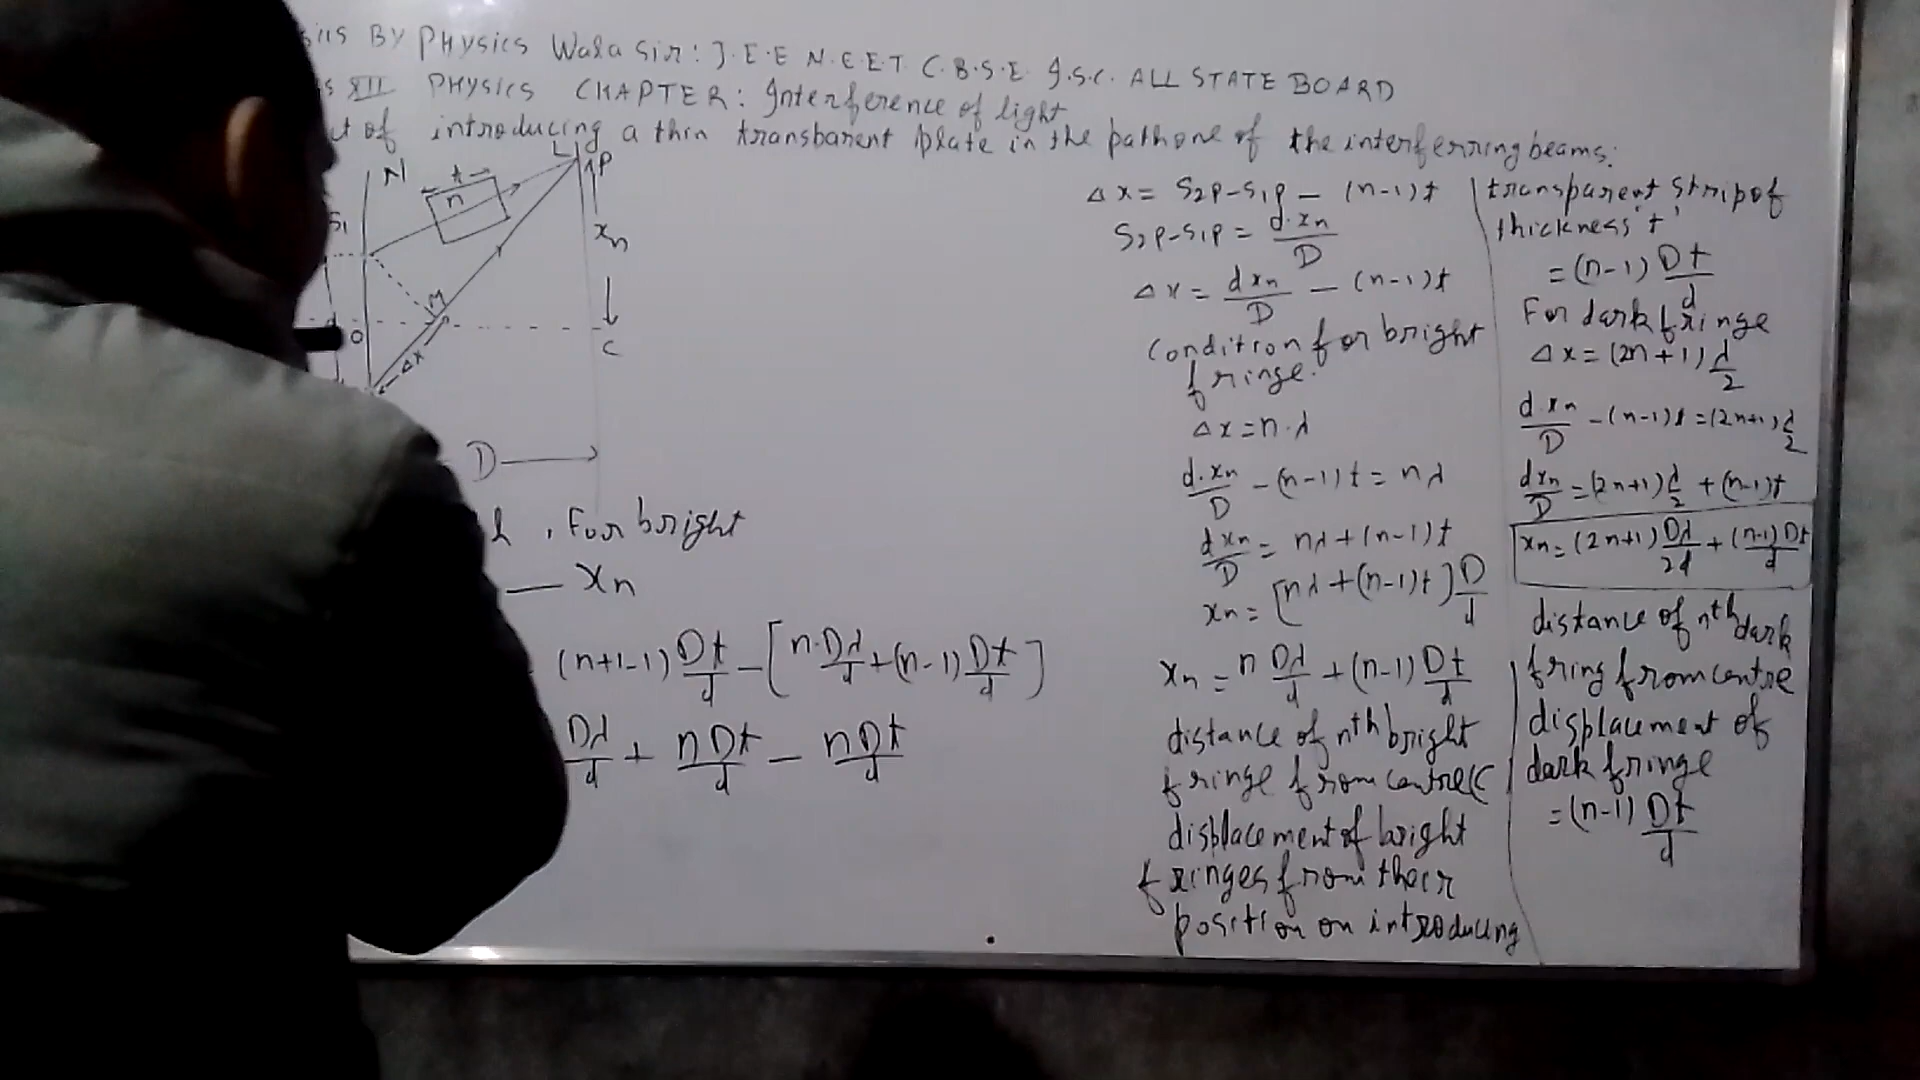 BY PHYSICS Wala Sir: J.E.E N.E.E.T C.B.S.E I.S.C. ALL STATE BOARD
XII PHYSICS CHAPTER: Interference of light
of introducing a thin transbarent plate in the path one of the interferring beams:
N
t
n
L
P
S1
xn
M
O
C
Δx
D
, For bright
— xn
(n+1-1) Dt/d - [n·Dλ/d + (n-1) Dt/d]
Dλ/d + nDt/d - nDt/d
Δx = S2P-S1P - (n-1)t
S2P-S1P = d·xn/D
Δx = dxn/D - (n-1)t
condition for bright
fringe.
Δx = n·λ
d·xn/D - (n-1)t = nλ
dxn/D = nλ + (n-1)t
xn = [nλ + (n-1)t] D/d
xn = n Dλ/d + (n-1) Dt/d
distance of nth bright
fringe from centre C
displacement of bright
fringes from their
position on introducing
transparent strip of
thickness 't'
= (n-1) Dt/d
For dark fringe
Δx = (2n+1) λ/2
dxn/D - (n-1)t = (2n+1) λ/2
dxn/D = (2n+1) λ/2 + (n-1)t
xn = (2n+1) Dλ/2d + (n-1) Dt/d
distance of nth dark
fring from centre
displacement of
dark fringe
= (n-1) Dt/d